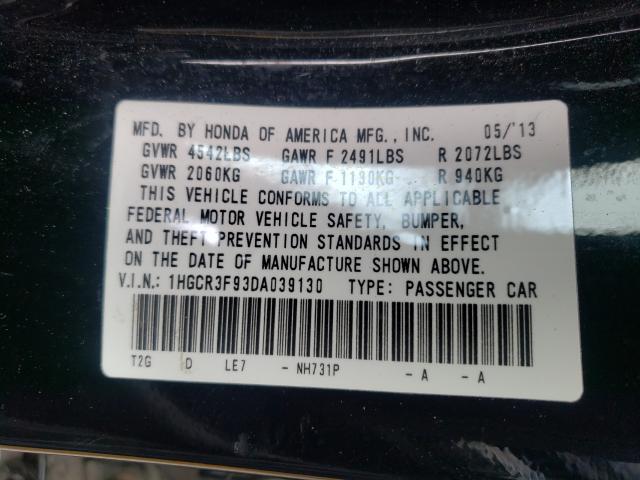 MFD. BY HONDA OF AMERICA MFG., INC. 05/'13
GVWR 4542LBS GAWR F 2491LBS R 2072LBS
GVWR 2060KG GAWR F 1130KG R 940KG
THIS VEHICLE CONFORMS TO ALL APPLICABLE
FEDERAL MOTOR VEHICLE SAFETY, BUMPER,
AND THEFT PREVENTION STANDARDS IN EFFECT
ON THE DATE OF MANUFACTURE SHOWN ABOVE.
V.I.N.: 1HGCR3F93DA039130 TYPE: PASSENGER CAR
T2G D LE7 - NH731P - A - A